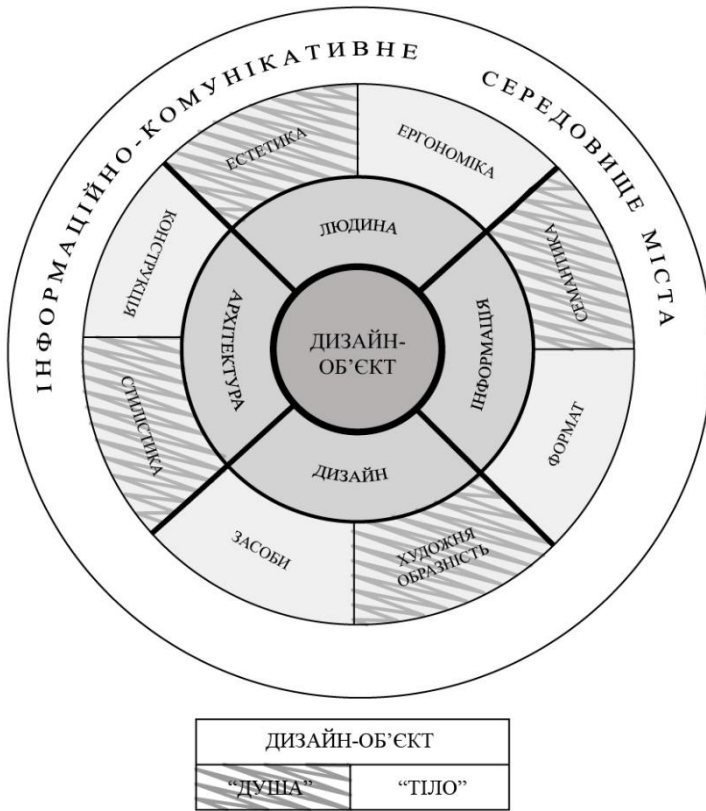 ІНФОРМАЦІЙНО-КОМУНІКАТИВНЕ СЕРЕДОВИЩЕ МІСТА
ЕСТЕТИКА
ЕРГОНОМІКА
КОНСТРУКЦІЯ
ЛЮДИНА
СЕМАНТИКА
АРХІТЕКТУРА
ДИЗАЙН-
ОБ’ЄКТ
ІНФОРМАЦІЯ
СТИЛІСТИКА
ДИЗАЙН
ФОРМАТ
ЗАСОБИ
ХУДОЖНЯ
ОБРАЗНІСТЬ
ДИЗАЙН-ОБ’ЄКТ
“ДУША”
“ТІЛО”